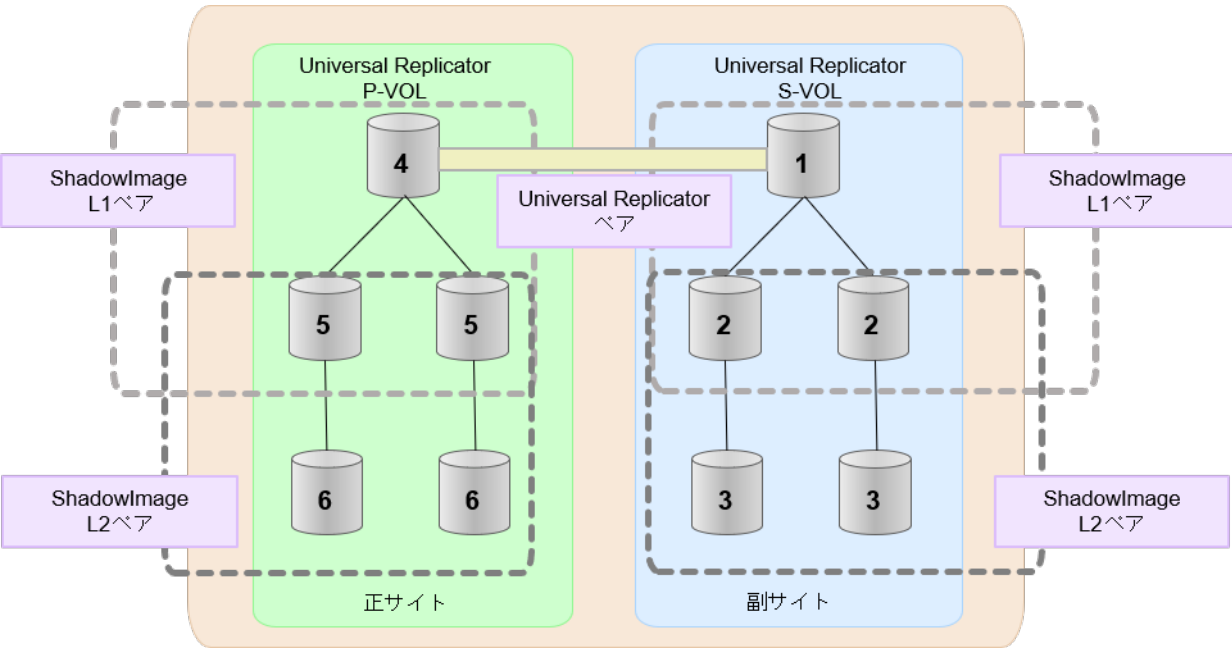 Universal Replicator
P-VOL
Universal Replicator
S-VOL
4
1
ShadowImage
L1ペア
Universal Replicator
ペア
ShadowImage
L1ペア
5
5
2
2
ShadowImage
L2ペア
6
6
3
3
ShadowImage
L2ペア
正サイト
副サイト